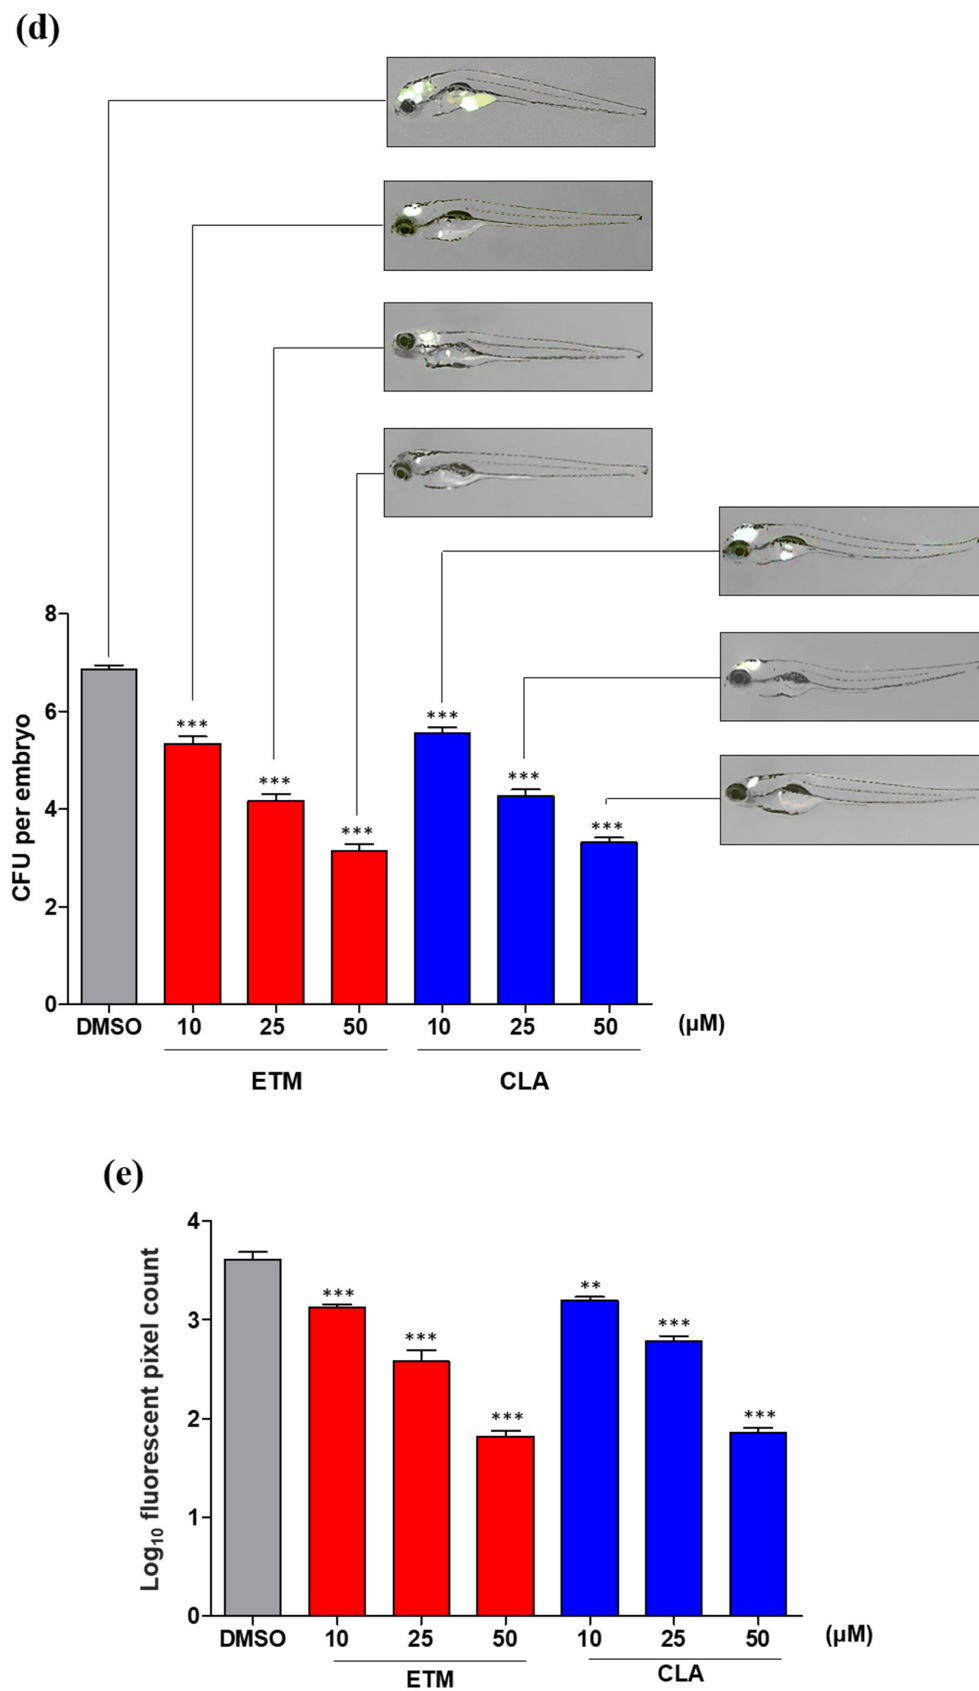 (d)
CFU per embryo
8
6
4
2
0
***
***
***
***
***
***
DMSO 10 25 50 10 25 50 (µM)
ETM CLA
(e)
Log10 fluorescent pixel count
4
3
2
1
0
***
***
***
**
***
***
DMSO 10 25 50 10 25 50 (µM)
ETM CLA